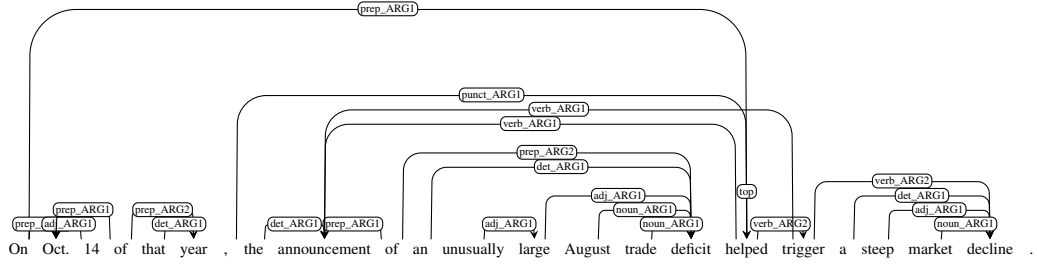 prep_ARG1
punct_ARG1
verb_ARG1
verb_ARG1
prep_ARG2
det_ARG1
verb_ARG2
top
adj_ARG1 det_ARG1
prep_ARG1 prep_ARG2 noun_ARG1 adj_ARG1
prep_ adj_ARG1 det_ARG1 det_ARG1 prep_ARG1 adj_ARG1 noun_ARG1 verb_ARG2 noun_ARG1
On Oct. 14 of that year , the announcement of an unusually large August trade deficit helped trigger a steep market decline .